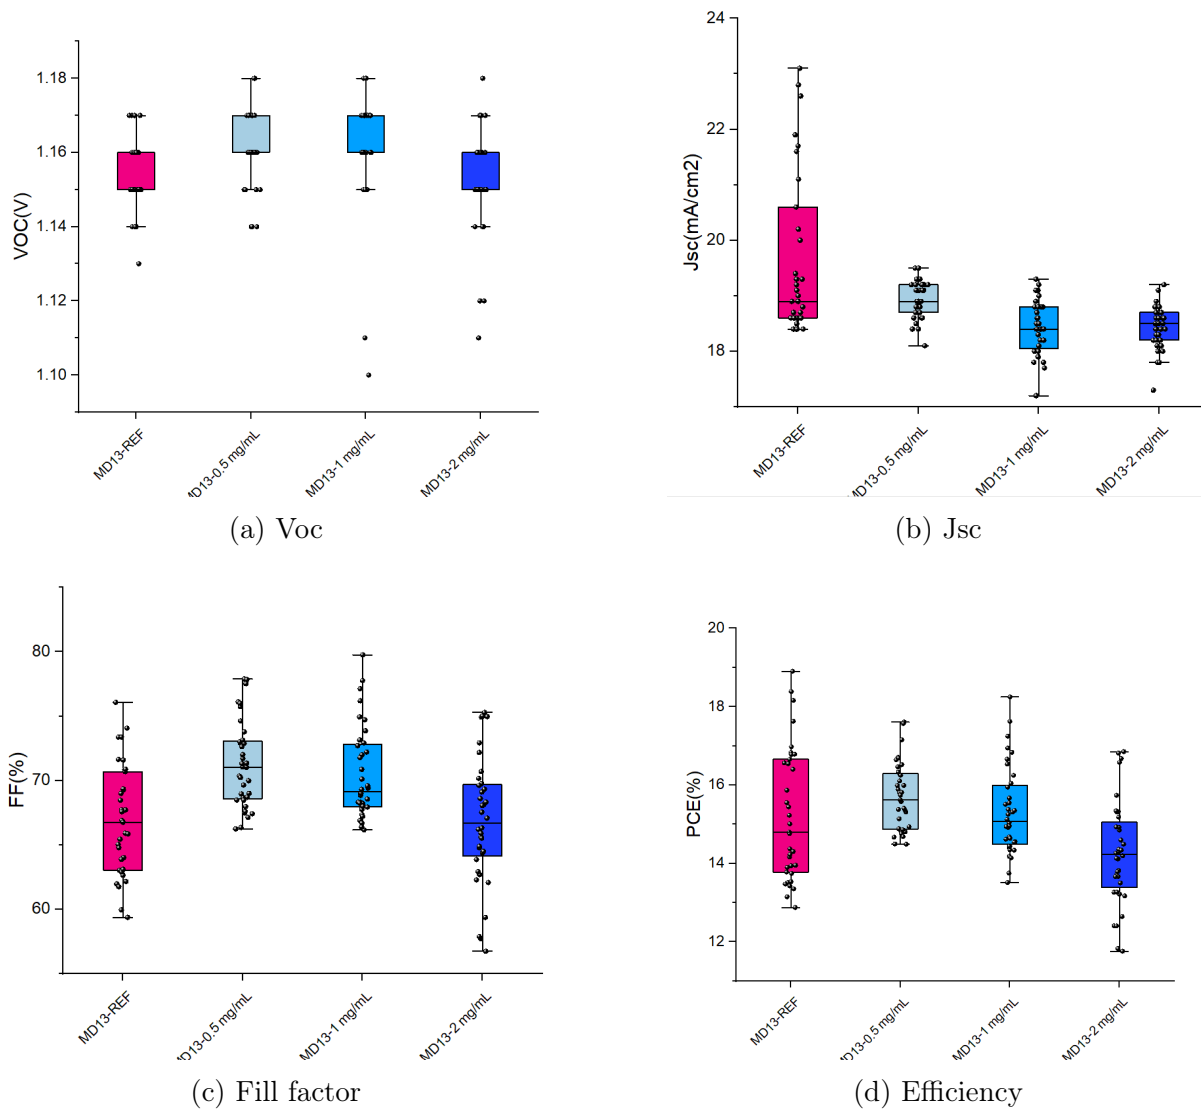 1.18
1.16
1.14
1.12
1.10
VOC(V)
MD13-REF
MD13-0.5 mg/mL
MD13-1 mg/mL
MD13-2 mg/mL
(a) Voc
24
22
20
18
Jsc(mA/cm2)
MD13-REF
MD13-0.5 mg/mL
MD13-1 mg/mL
MD13-2 mg/mL
(b) Jsc
80
70
60
FF(%)
MD13-REF
MD13-0.5 mg/mL
MD13-1 mg/mL
MD13-2 mg/mL
(c) Fill factor
20
18
16
14
12
PCE(%)
MD13-REF
MD13-0.5 mg/mL
MD13-1 mg/mL
MD13-2 mg/mL
(d) Efficiency